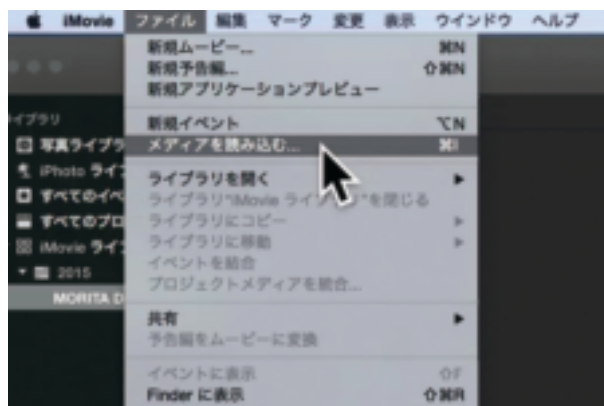 iMovie ファイル 編集 マーク 変更 表示 ウインドウ ヘルプ
新規ムービー... ⌘N
新規予告編... ⇧⌘N
新規アプリケーションプレビュー
新規イベント ⌥N
メディアを読み込む... ⌘I
ライブラリを開く
ライブラリ"iMovie ライブラリ"を閉じる
ライブラリにコピー
ライブラリに移動
イベントを結合
プロジェクトメディアを統合...
共有
予告編をムービーに変換
イベントに表示 ⇧F
Finder に表示 ⇧⌘R
イブラリ
写真ライブラ
iPhoto ライ
すべてのイベ
すべてのプロ
iMovie ライ
2015
MORITA D